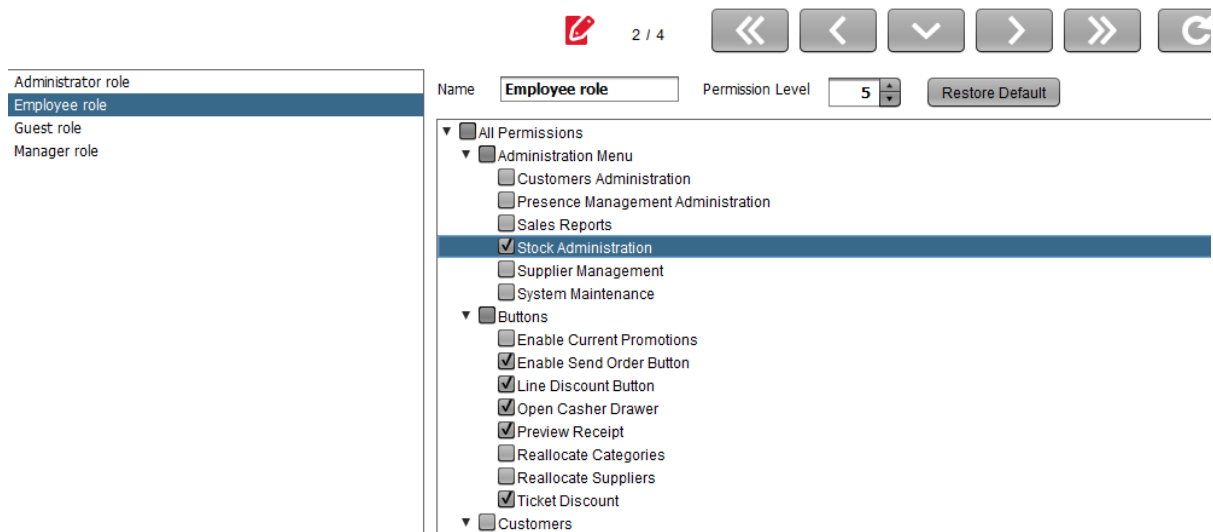 2 / 4
Administrator role
Employee role
Guest role
Manager role
Name Employee role Permission Level 5 Restore Default
All Permissions
Administration Menu
Customers Administration
Presence Management Administration
Sales Reports
Stock Administration
Supplier Management
System Maintenance
Buttons
Enable Current Promotions
Enable Send Order Button
Line Discount Button
Open Casher Drawer
Preview Receipt
Reallocate Categories
Reallocate Suppliers
Ticket Discount
Customers